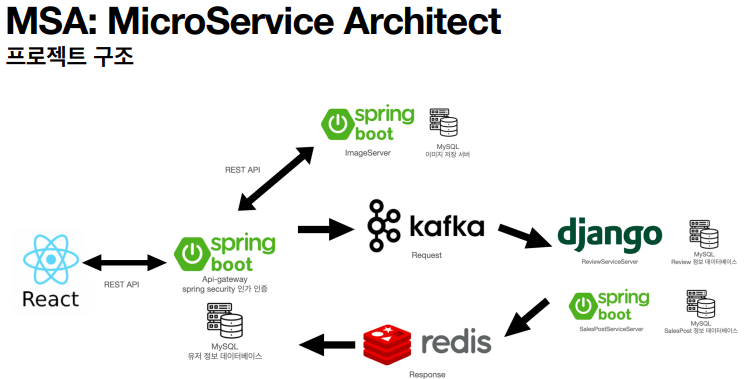 MSA: MicroService Architect
프로젝트 구조
spring
boot
ImageServer
MySQL
이미지 저장 서버
REST API
React
REST API
spring
boot
Api-gateway
spring security 인가 인증
MySQL
유저 정보 데이터베이스
kafka
Request
django
ReviewServiceServer
MySQL
Review 정보 데이터베이스
spring
boot
SalesPostServiceServer
MySQL
SalesPost 정보 데이터베이스
redis
Response